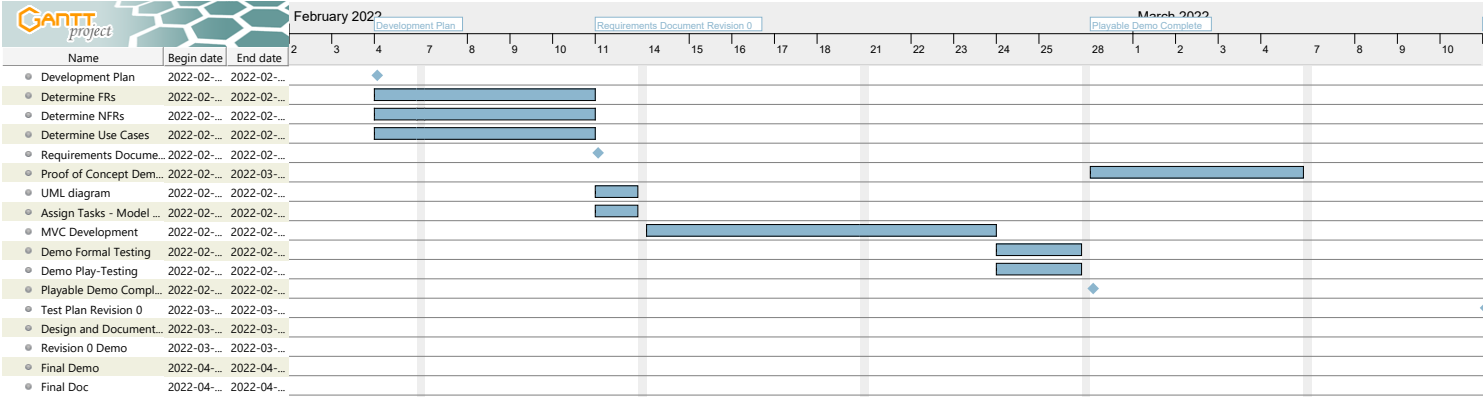 GANTT
project
February 2022
March 2022
Development Plan
Requirements Document Revision 0
Playable Demo Complete
2 3 4 7 8 9 10 11 14 15 16 17 18 21 22 23 24 25 28 1 2 3 4 7 8 9 10
Name Begin date End date
Development Plan 2022-02-... 2022-02-...
Determine FRs 2022-02-... 2022-02-...
Determine NFRs 2022-02-... 2022-02-...
Determine Use Cases 2022-02-... 2022-02-...
Requirements Docume... 2022-02-... 2022-02-...
Proof of Concept Dem... 2022-02-... 2022-03-...
UML diagram 2022-02-... 2022-02-...
Assign Tasks - Model ... 2022-02-... 2022-02-...
MVC Development 2022-02-... 2022-02-...
Demo Formal Testing 2022-02-... 2022-02-...
Demo Play-Testing 2022-02-... 2022-02-...
Playable Demo Compl... 2022-02-... 2022-02-...
Test Plan Revision 0 2022-03-... 2022-03-...
Design and Document... 2022-03-... 2022-03-...
Revision 0 Demo 2022-03-... 2022-03-...
Final Demo 2022-04-... 2022-04-...
Final Doc 2022-04-... 2022-04-...